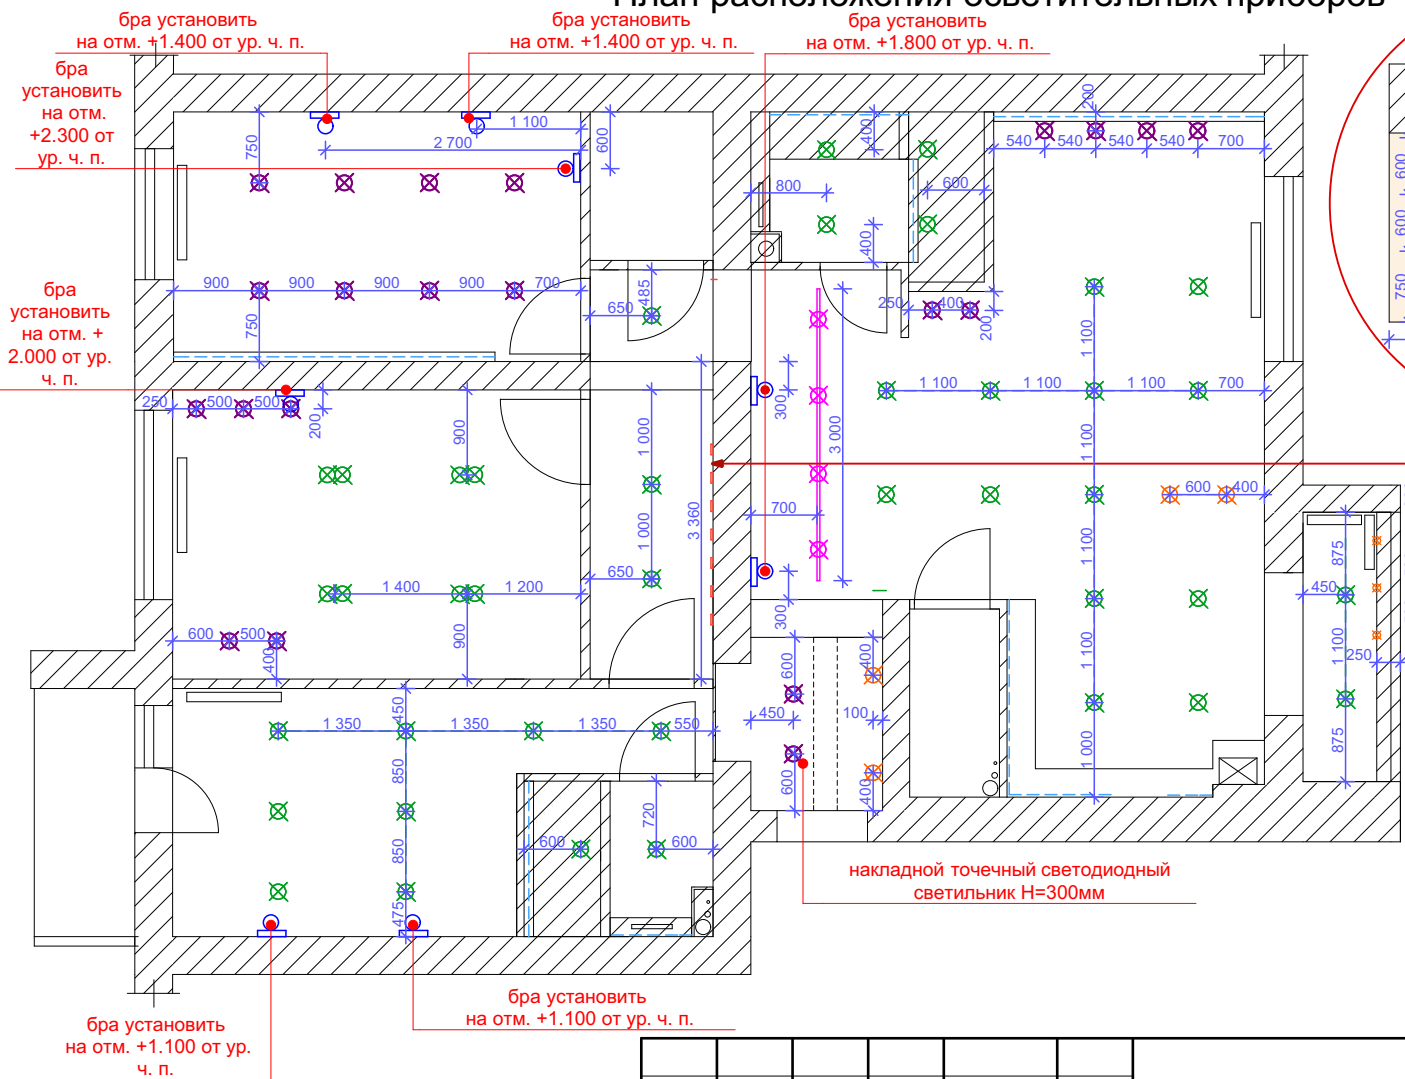 План расположения осветительных приборов
бра установить
на отм. +1.400 от ур. ч. п.
бра установить
на отм. +1.400 от ур. ч. п.
бра установить
на отм. +1.800 от ур. ч. п.
бра
установить
на отм.
+2.300 от
ур. ч. п.
бра
установить
на отм. +
2.000 от ур.
ч. п.
1 100
2 700
750
600
900 900 900 900 700
750
650
485
400
800
600
400
200
540 540 540 540 700
250 400
200
1 100
1 100 1 100 1 100 700
300
3 000
700
300
1 100
600 400
1 100
1 100
1 000
600
600
750
250 500 500
200
900
1 000
1 000
3 360
650
1 400 1 200
900
600 500
400
450
1 350 1 350 1 350 550
850
850
475
600
720
600
600
400
450
100
600
400
875
450
1 100
250
875
накладной точечный светодиодный
светильник H=300мм
бра установить
на отм. +1.100 от ур. ч. п.
бра установить
на отм. +1.100 от ур.
ч. п.